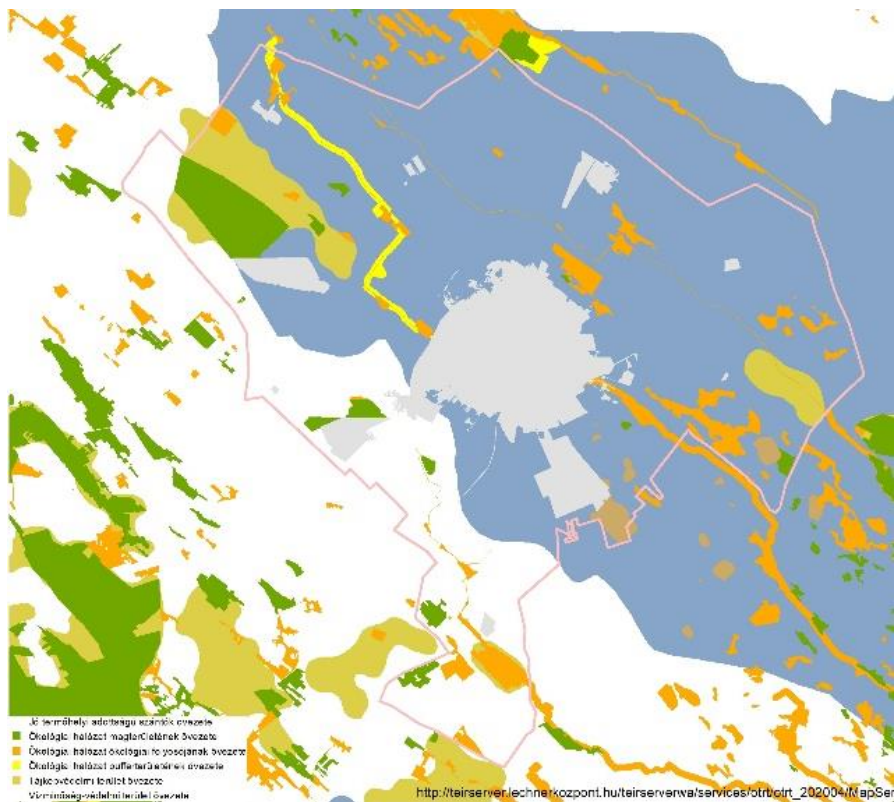 Jó termőhelyi adottságú szántók övezete
Ökológiai hálózat magterületének övezete
Ökológiai hálózat ökológiai folyosójának övezete
Ökológiai hálózat pufferterületének övezete
Tájképvédelmi terület övezete
Vízminőség-védelmi terület övezete
http://teirserver.lechnerkozpont.hu/teirserverwa/services/otrt/otrt_202004/MapSe